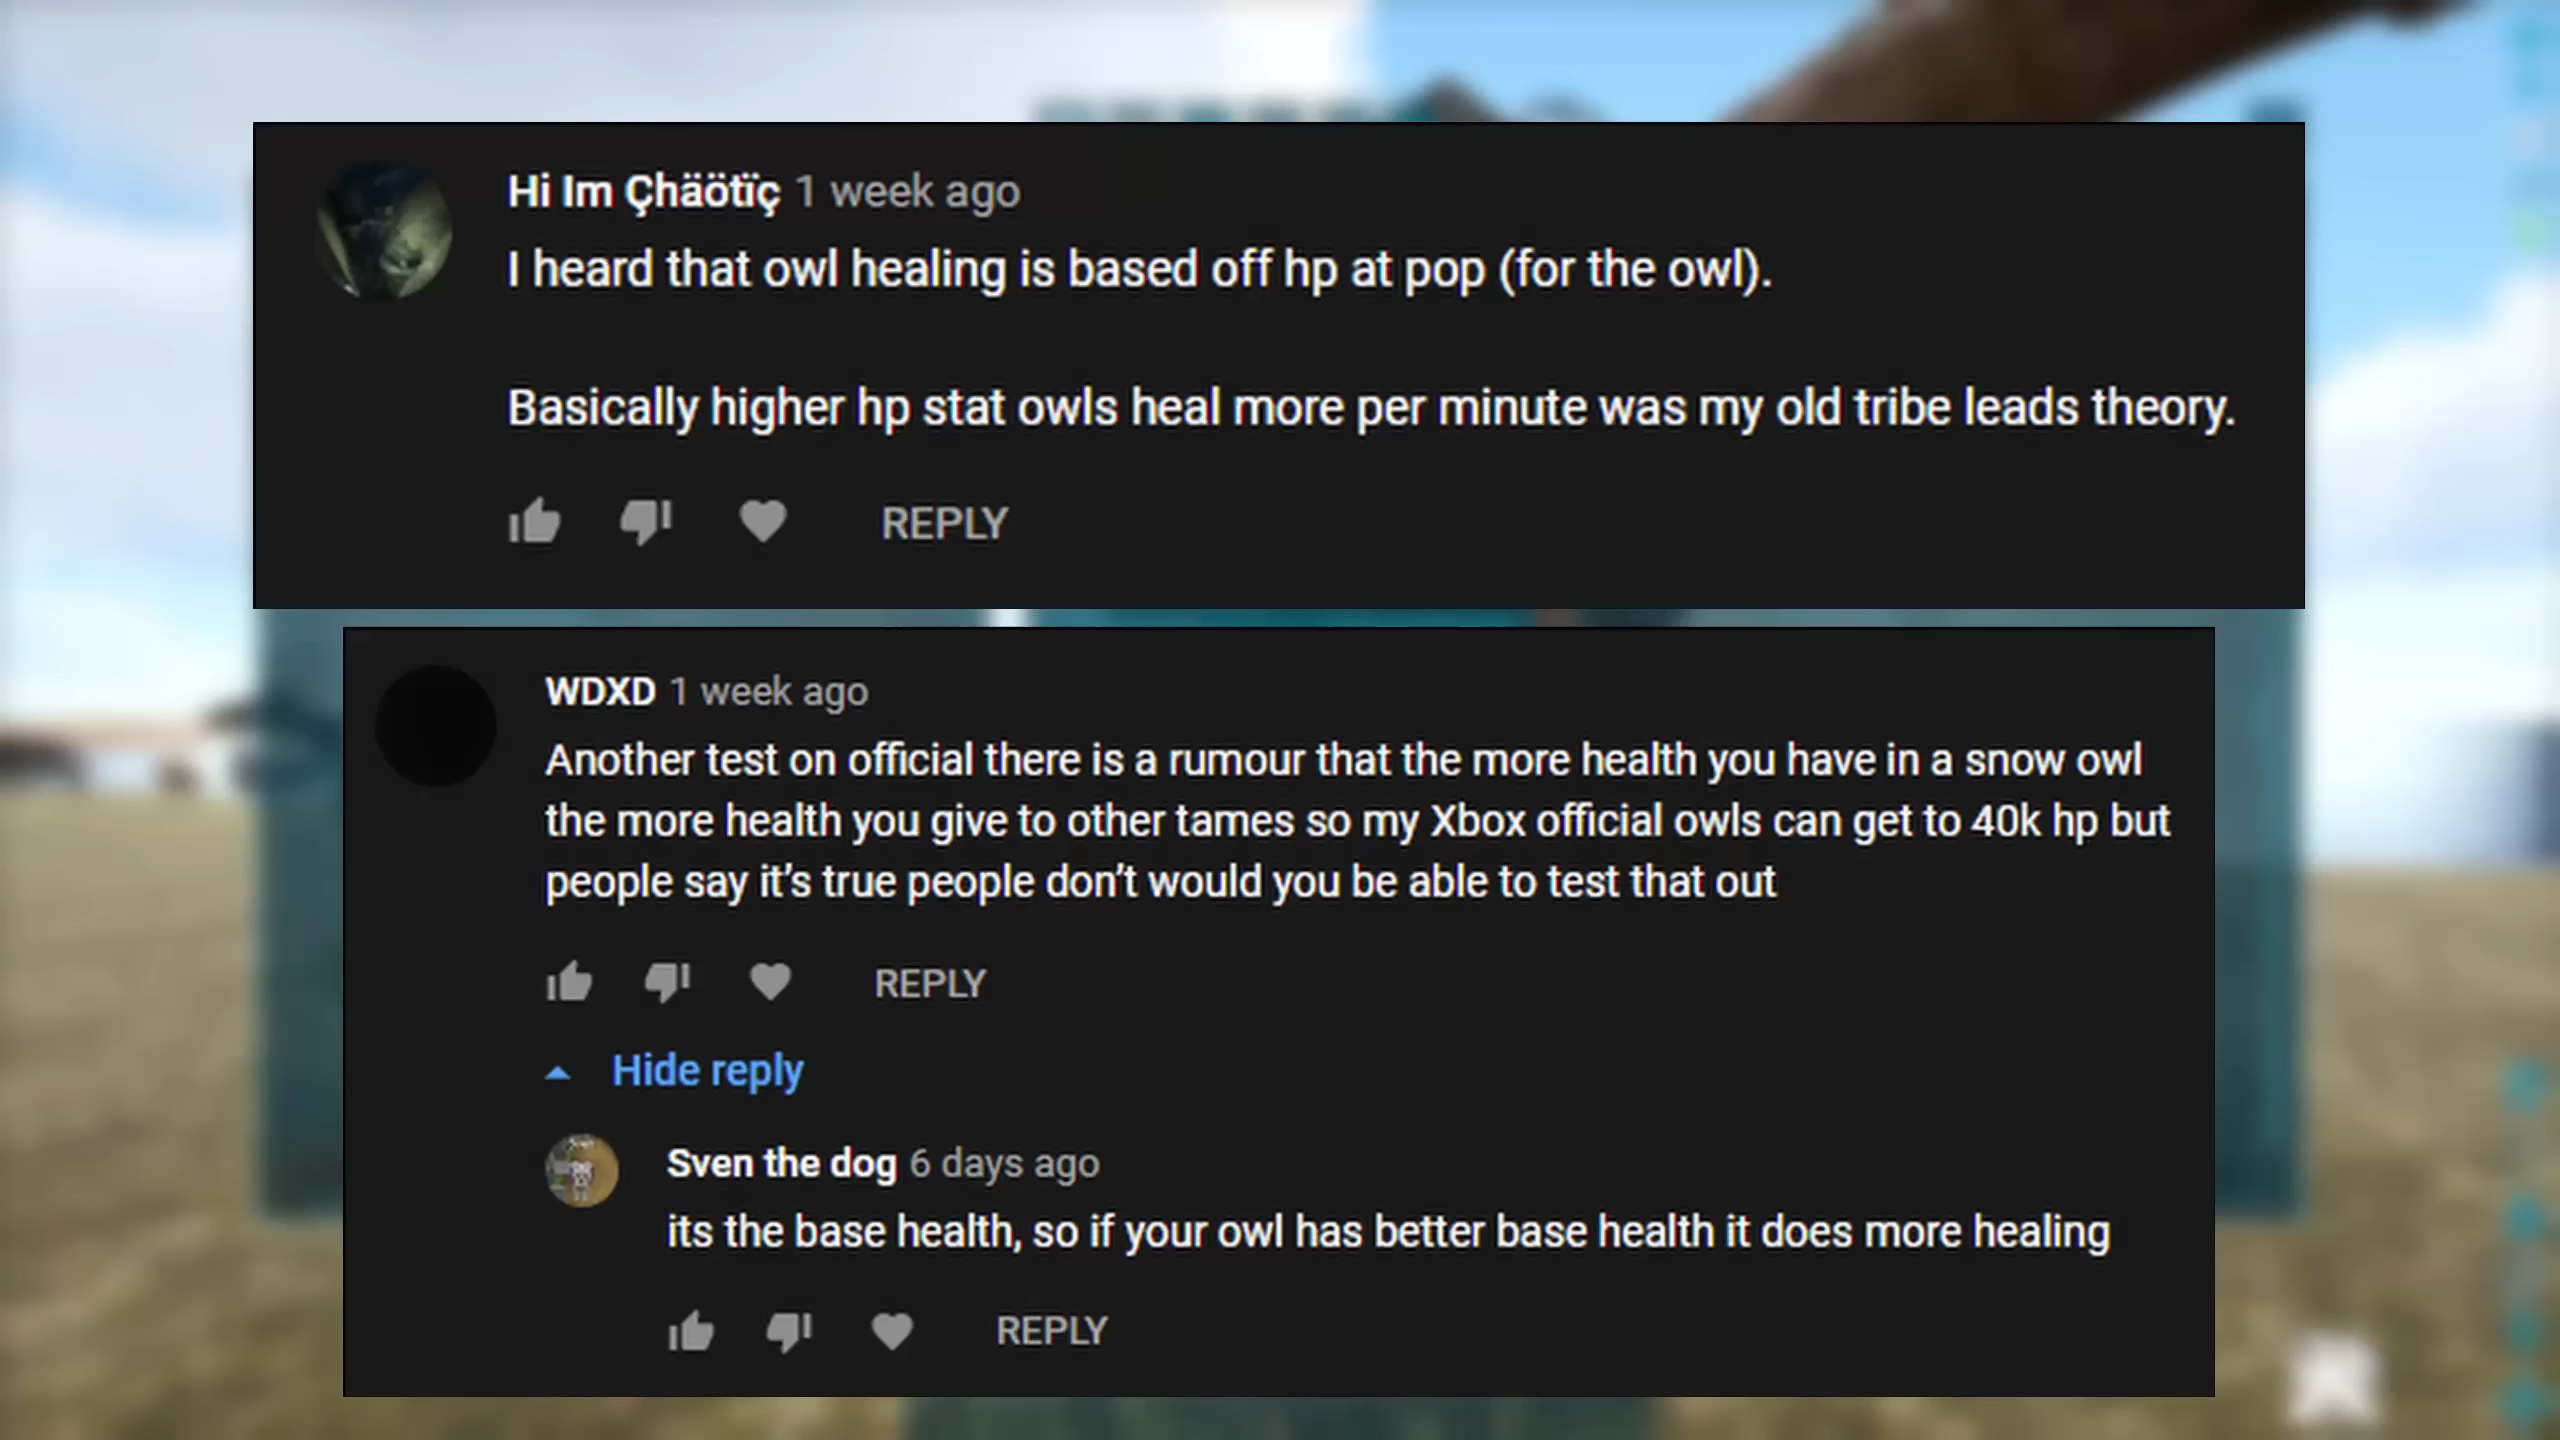 Hi Im Çhäötïç 1 week ago
I heard that owl healing is based off hp at pop (for the owl).
Basically higher hp stat owls heal more per minute was my old tribe leads theory.
REPLY
WDXD 1 week ago
Another test on official there is a rumour that the more health you have in a snow owl
the more health you give to other tames so my Xbox official owls can get to 40k hp but
people say it’s true people don’t would you be able to test that out
REPLY
Hide reply
Sven the dog 6 days ago
its the base health, so if your owl has better base health it does more healing
REPLY